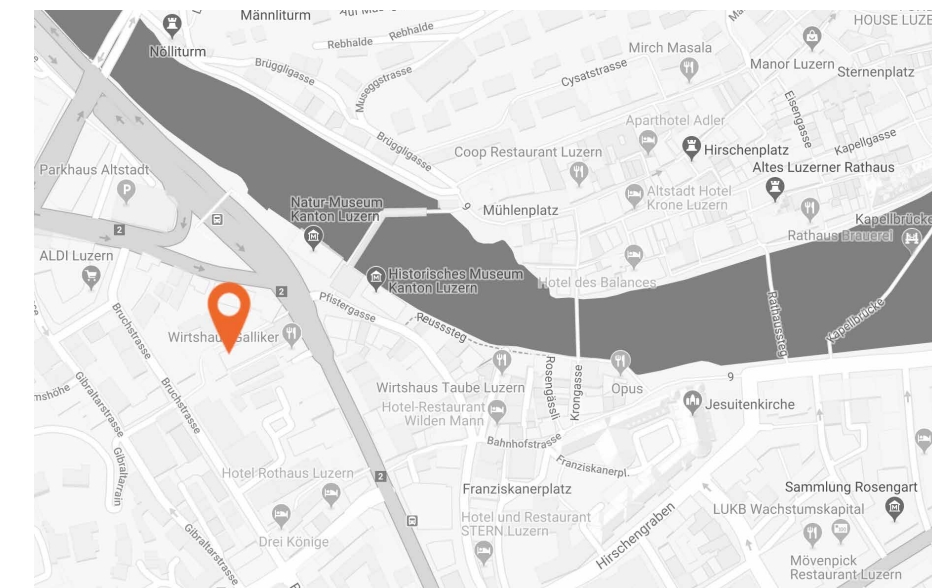 Männliturm
HOUSE LUZE
Nölliturm
Rebhalde
Rebhalde
Brüggligasse
Museggstrasse
Mirch Masala
Cysatstrasse
Manor Luzern
Sternenplatz
Eisengasse
Kapellgasse
Aparthotel Adler
Hirschenplatz
Coop Restaurant Luzern
Altes Luzerner Rathaus
Brüggligasse
Parkhaus Altstadt
P
Altstadt Hotel
Krone Luzern
Natur-Museum
Kanton Luzern
9
Mühlenplatz
Kapellbrücke
Rathaus Brauerei
2
ALDI Luzern
Historisches Museum
Kanton Luzern
Hotel des Balances
2
Pfistergasse
Reusssteg
Rathaussteg
Kapellbrücke
Bruchstrasse
Wirtshaus Galliker
Rosengässli
Krongasse
Opus
9
Wirtshaus Taube Luzern
Gibraltarstrasse
Bruchstrasse
mshöhe
Hotel-Restaurant
Wilden Mann
Jesuitenkirche
Bahnhofstrasse
Gibraltarrain
Franziskanerpl.
Hotel Rothaus Luzern
2
Franziskanerplatz
Sammlung Rosengart
LUKB Wachstumskapital
Hotel und Restaurant
STERN Luzern
Hirschengraben
Gibraltarstrasse
Drei Könige
Mövenpick
Restaurant Luzern